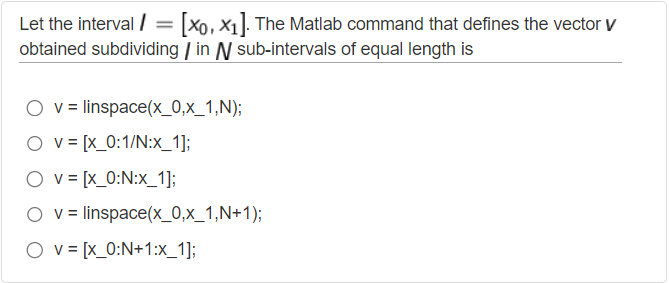 Let the interval I = [x₀, x₁]. The Matlab command that defines the vector v
obtained subdividing I in N sub-intervals of equal length is
v = linspace(x_0,x_1,N);
v = [x_0:1/N:x_1];
v = [x_0:N:x_1];
v = linspace(x_0,x_1,N+1);
v = [x_0:N+1:x_1];